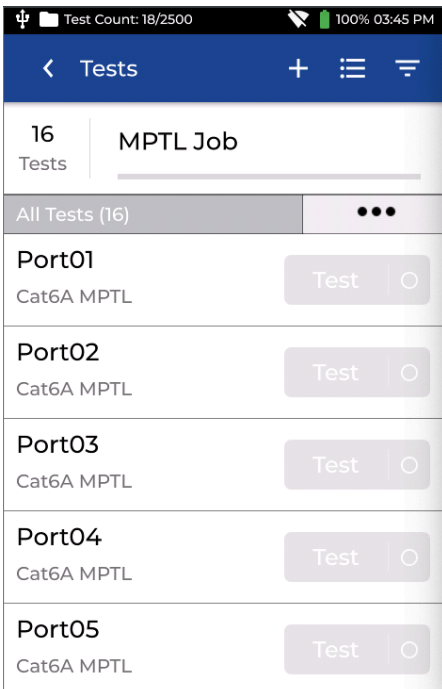 Test Count: 18/2500 100% 03:45 PM
Tests
16
Tests
MPTL Job
All Tests (16)
Port01
Cat6A MPTL
Test
Port02
Cat6A MPTL
Test
Port03
Cat6A MPTL
Test
Port04
Cat6A MPTL
Test
Port05
Cat6A MPTL
Test